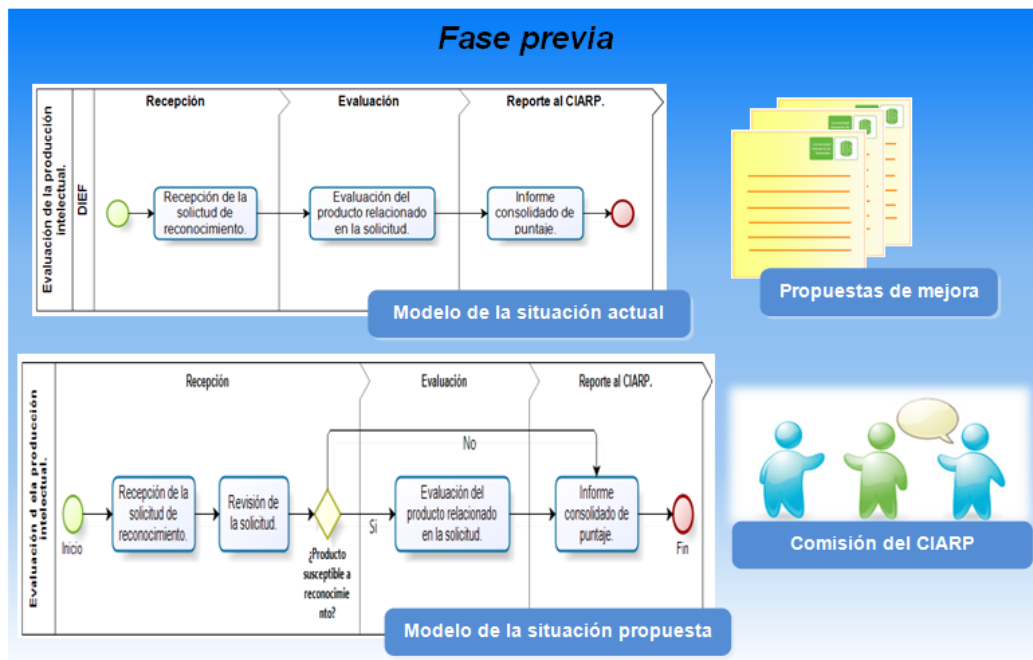 Fase previa
Evaluación de la producción
intelectual.
DIEF
Recepción
Evaluación
Reporte al CIARP.
Recepción de la
solicitud de
reconocimiento.
Evaluación del
producto relacionado
en la solicitud.
Informe
consolidado de
puntaje.
Modelo de la situación actual
Propuestas de mejora
Evaluación d ela producción
intelectual.
Recepción
Evaluación
Reporte al CIARP.
No
Inicio
Recepción de la
solicitud de
reconocimiento.
Revisión de
la solicitud.
¿Producto
susceptible a
reconocimie
nto?
Si
Evaluación del
producto relacionado
en la solicitud.
Informe
consolidado de
puntaje.
Fin
Modelo de la situación propuesta
Comisión del CIARP